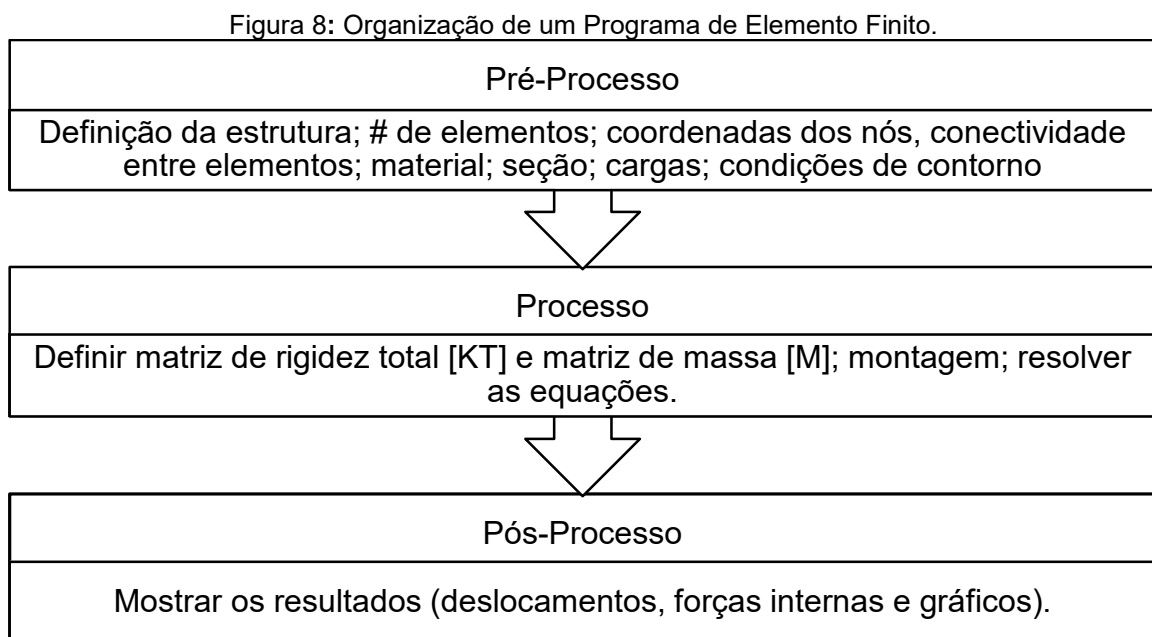 Figura 8: Organização de um Programa de Elemento Finito.
Pré-Processo
Definição da estrutura; # de elementos; coordenadas dos nós, conectividade
entre elementos; material; seção; cargas; condições de contorno
Processo
Definir matriz de rigidez total [KT] e matriz de massa [M]; montagem; resolver
as equações.
Pós-Processo
Mostrar os resultados (deslocamentos, forças internas e gráficos).